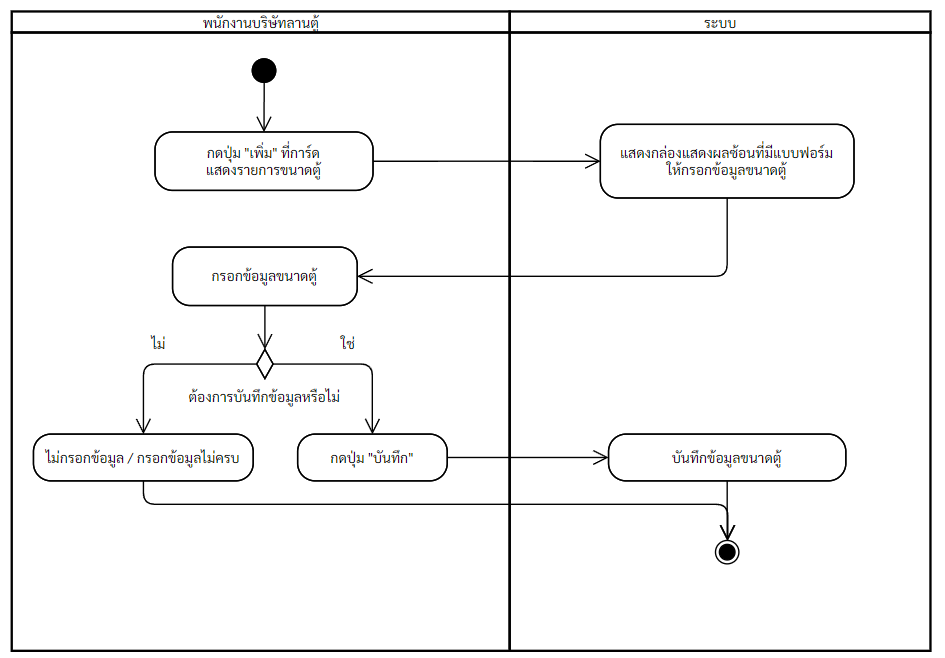 พนักงานบริษัทลานตู้
ระบบ
กดปุ่ม "เพิ่ม" ที่การ์ด
แสดงรายการขนาดตู้
แสดงกล่องแสดงผลซ้อนที่มีแบบฟอร์ม
ให้กรอกข้อมูลขนาดตู้
กรอกข้อมูลขนาดตู้
ไม่
ใช่
ต้องการบันทึกข้อมูลหรือไม่
ไม่กรอกข้อมูล / กรอกข้อมูลไม่ครบ
กดปุ่ม "บันทึก"
บันทึกข้อมูลขนาดตู้